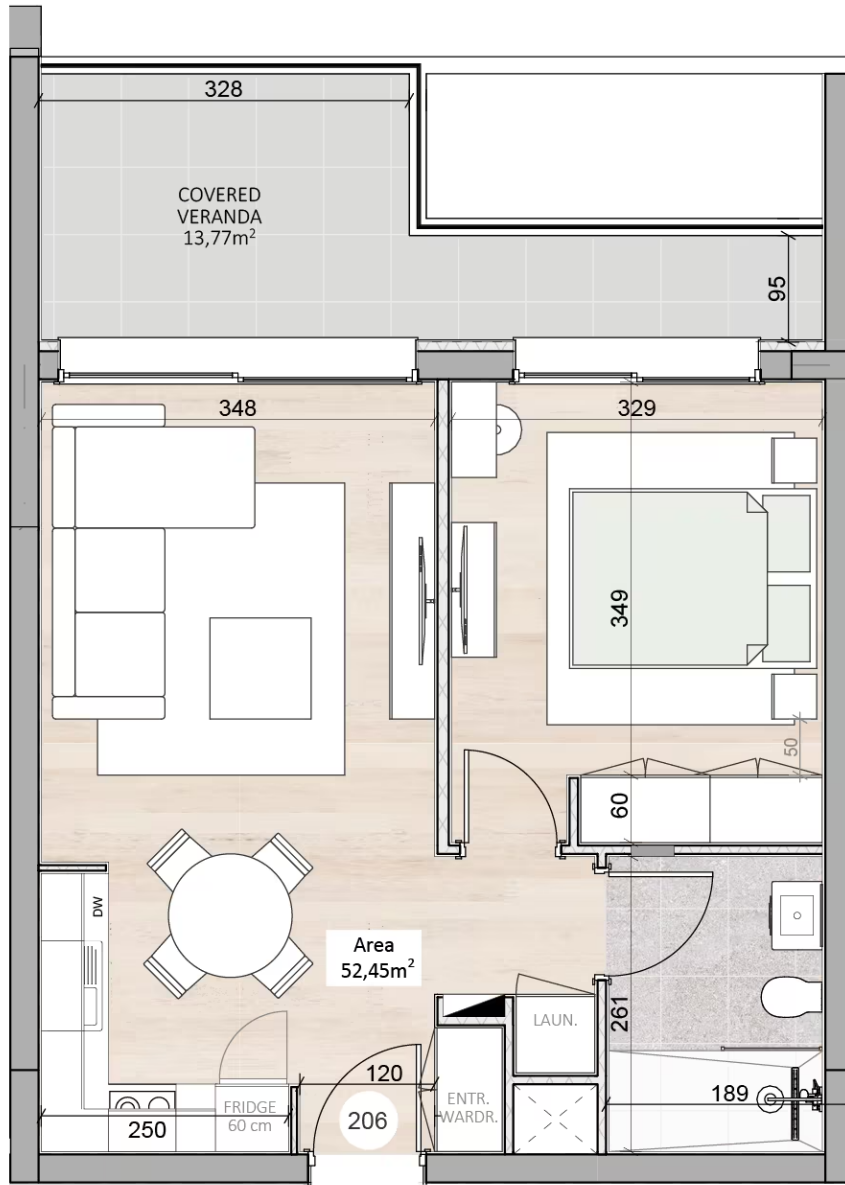 328
COVERED
VERANDA
13,77m²
95
348
329
349
50
60
DW
Area
52,45m²
LAUN.
261
120
ENTR.
WARDR.
189
FRIDGE
60 cm
250
206